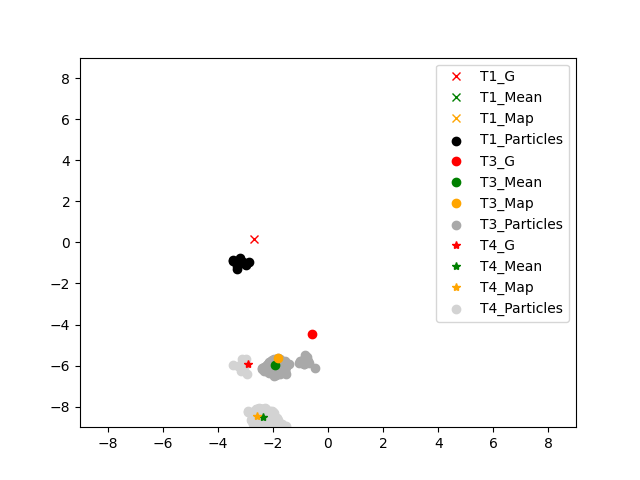 8
6
4
2
0
−2
−4
−6
−8
−8 −6 −4 −2 0 2 4 6 8
T1_G
T1_Mean
T1_Map
T1_Particles
T3_G
T3_Mean
T3_Map
T3_Particles
T4_G
T4_Mean
T4_Map
T4_Particles